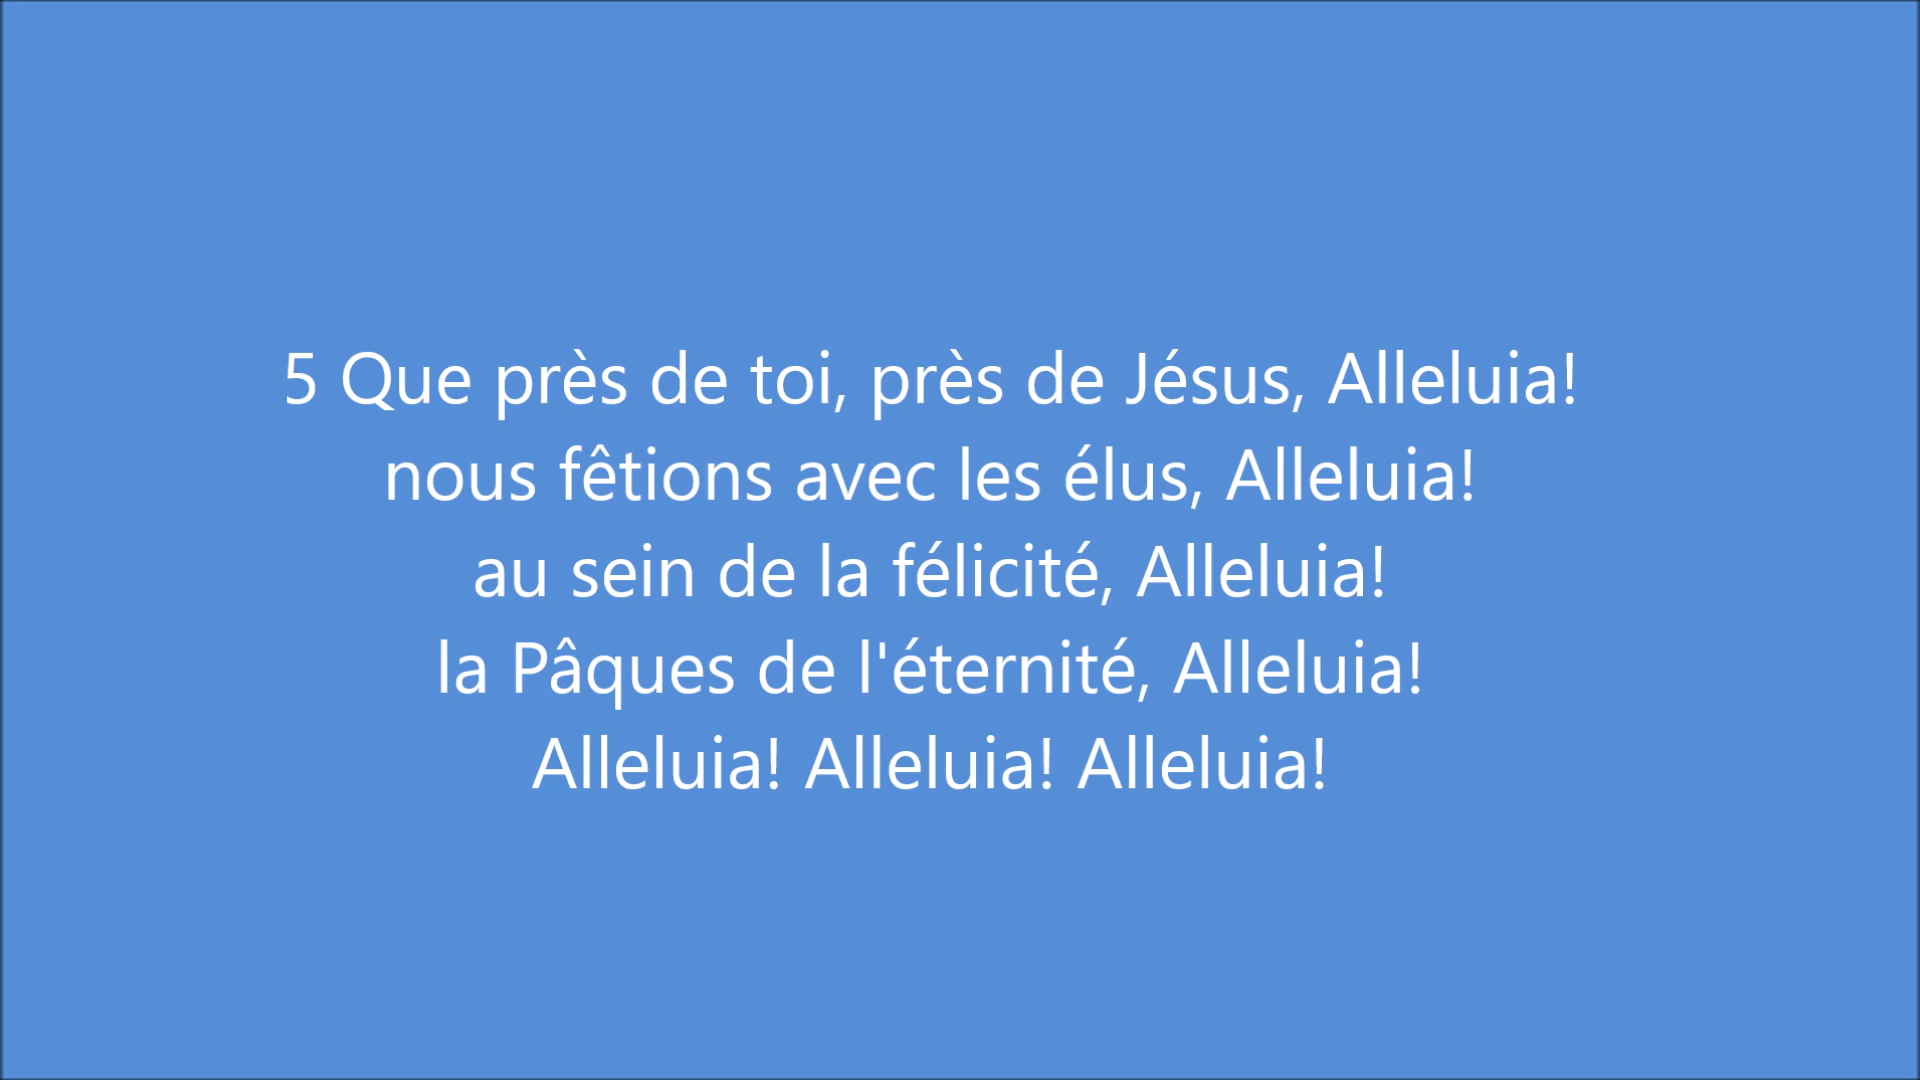 5 Que près de toi, près de Jésus, Alleluia!
nous fêtions avec les élus, Alleluia!
au sein de la félicité, Alleluia!
la Pâques de l'éternité, Alleluia!
Alleluia! Alleluia! Alleluia!